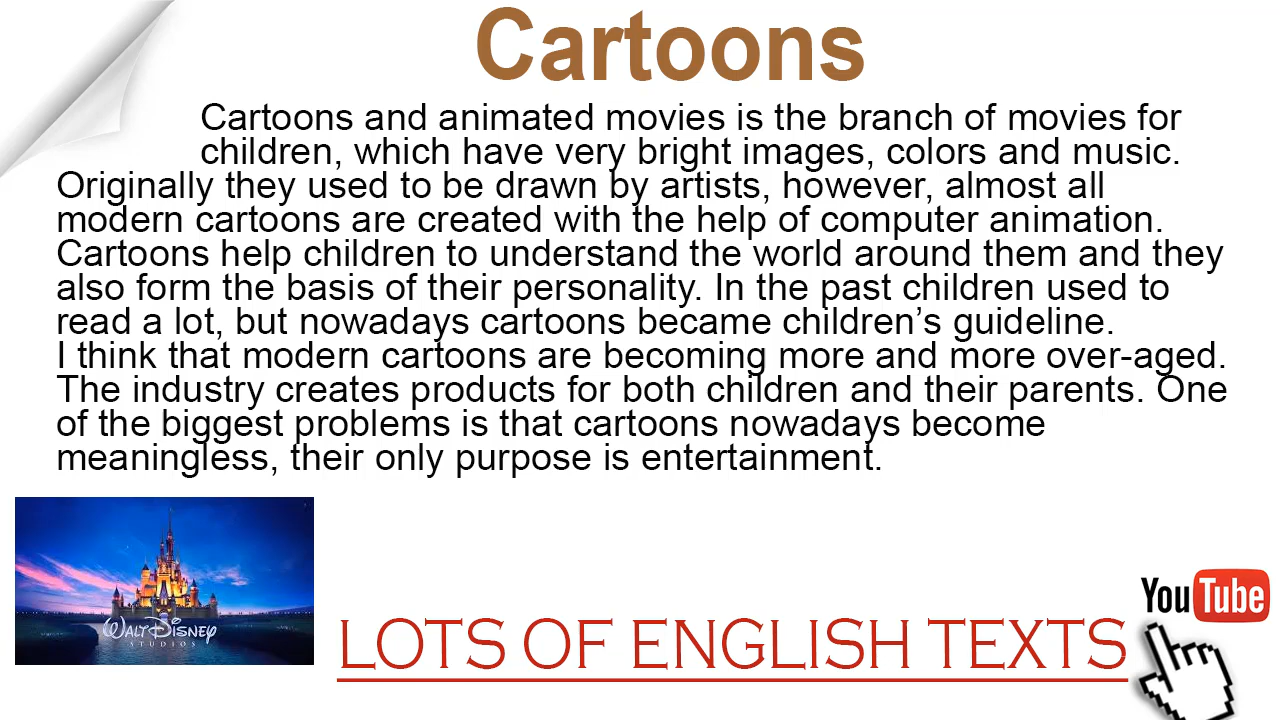 Cartoons
Cartoons and animated movies is the branch of movies for
children, which have very bright images, colors and music.
Originally they used to be drawn by artists, however, almost all
modern cartoons are created with the help of computer animation.
Cartoons help children to understand the world around them and they
also form the basis of their personality. In the past children used to
read a lot, but nowadays cartoons became children’s guideline.
I think that modern cartoons are becoming more and more over-aged.
The industry creates products for both children and their parents. One
of the biggest problems is that cartoons nowadays become
meaningless, their only purpose is entertainment.
WALT DISNEY
STUDIOS
YouTube
LOTS OF ENGLISH TEXTS